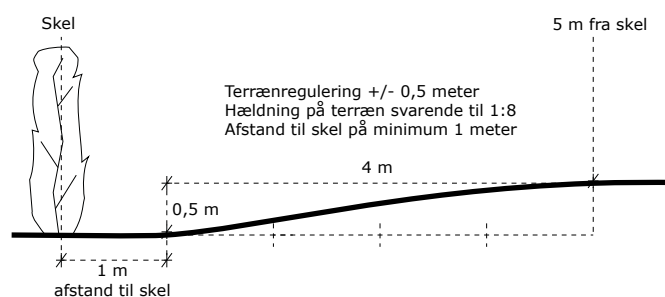 Skel
5 m fra skel
Terrænregulering +/- 0,5 meter
Hældning på terræn svarende til 1:8
Afstand til skel på minimum 1 meter
4 m
0,5 m
1 m
afstand til skel